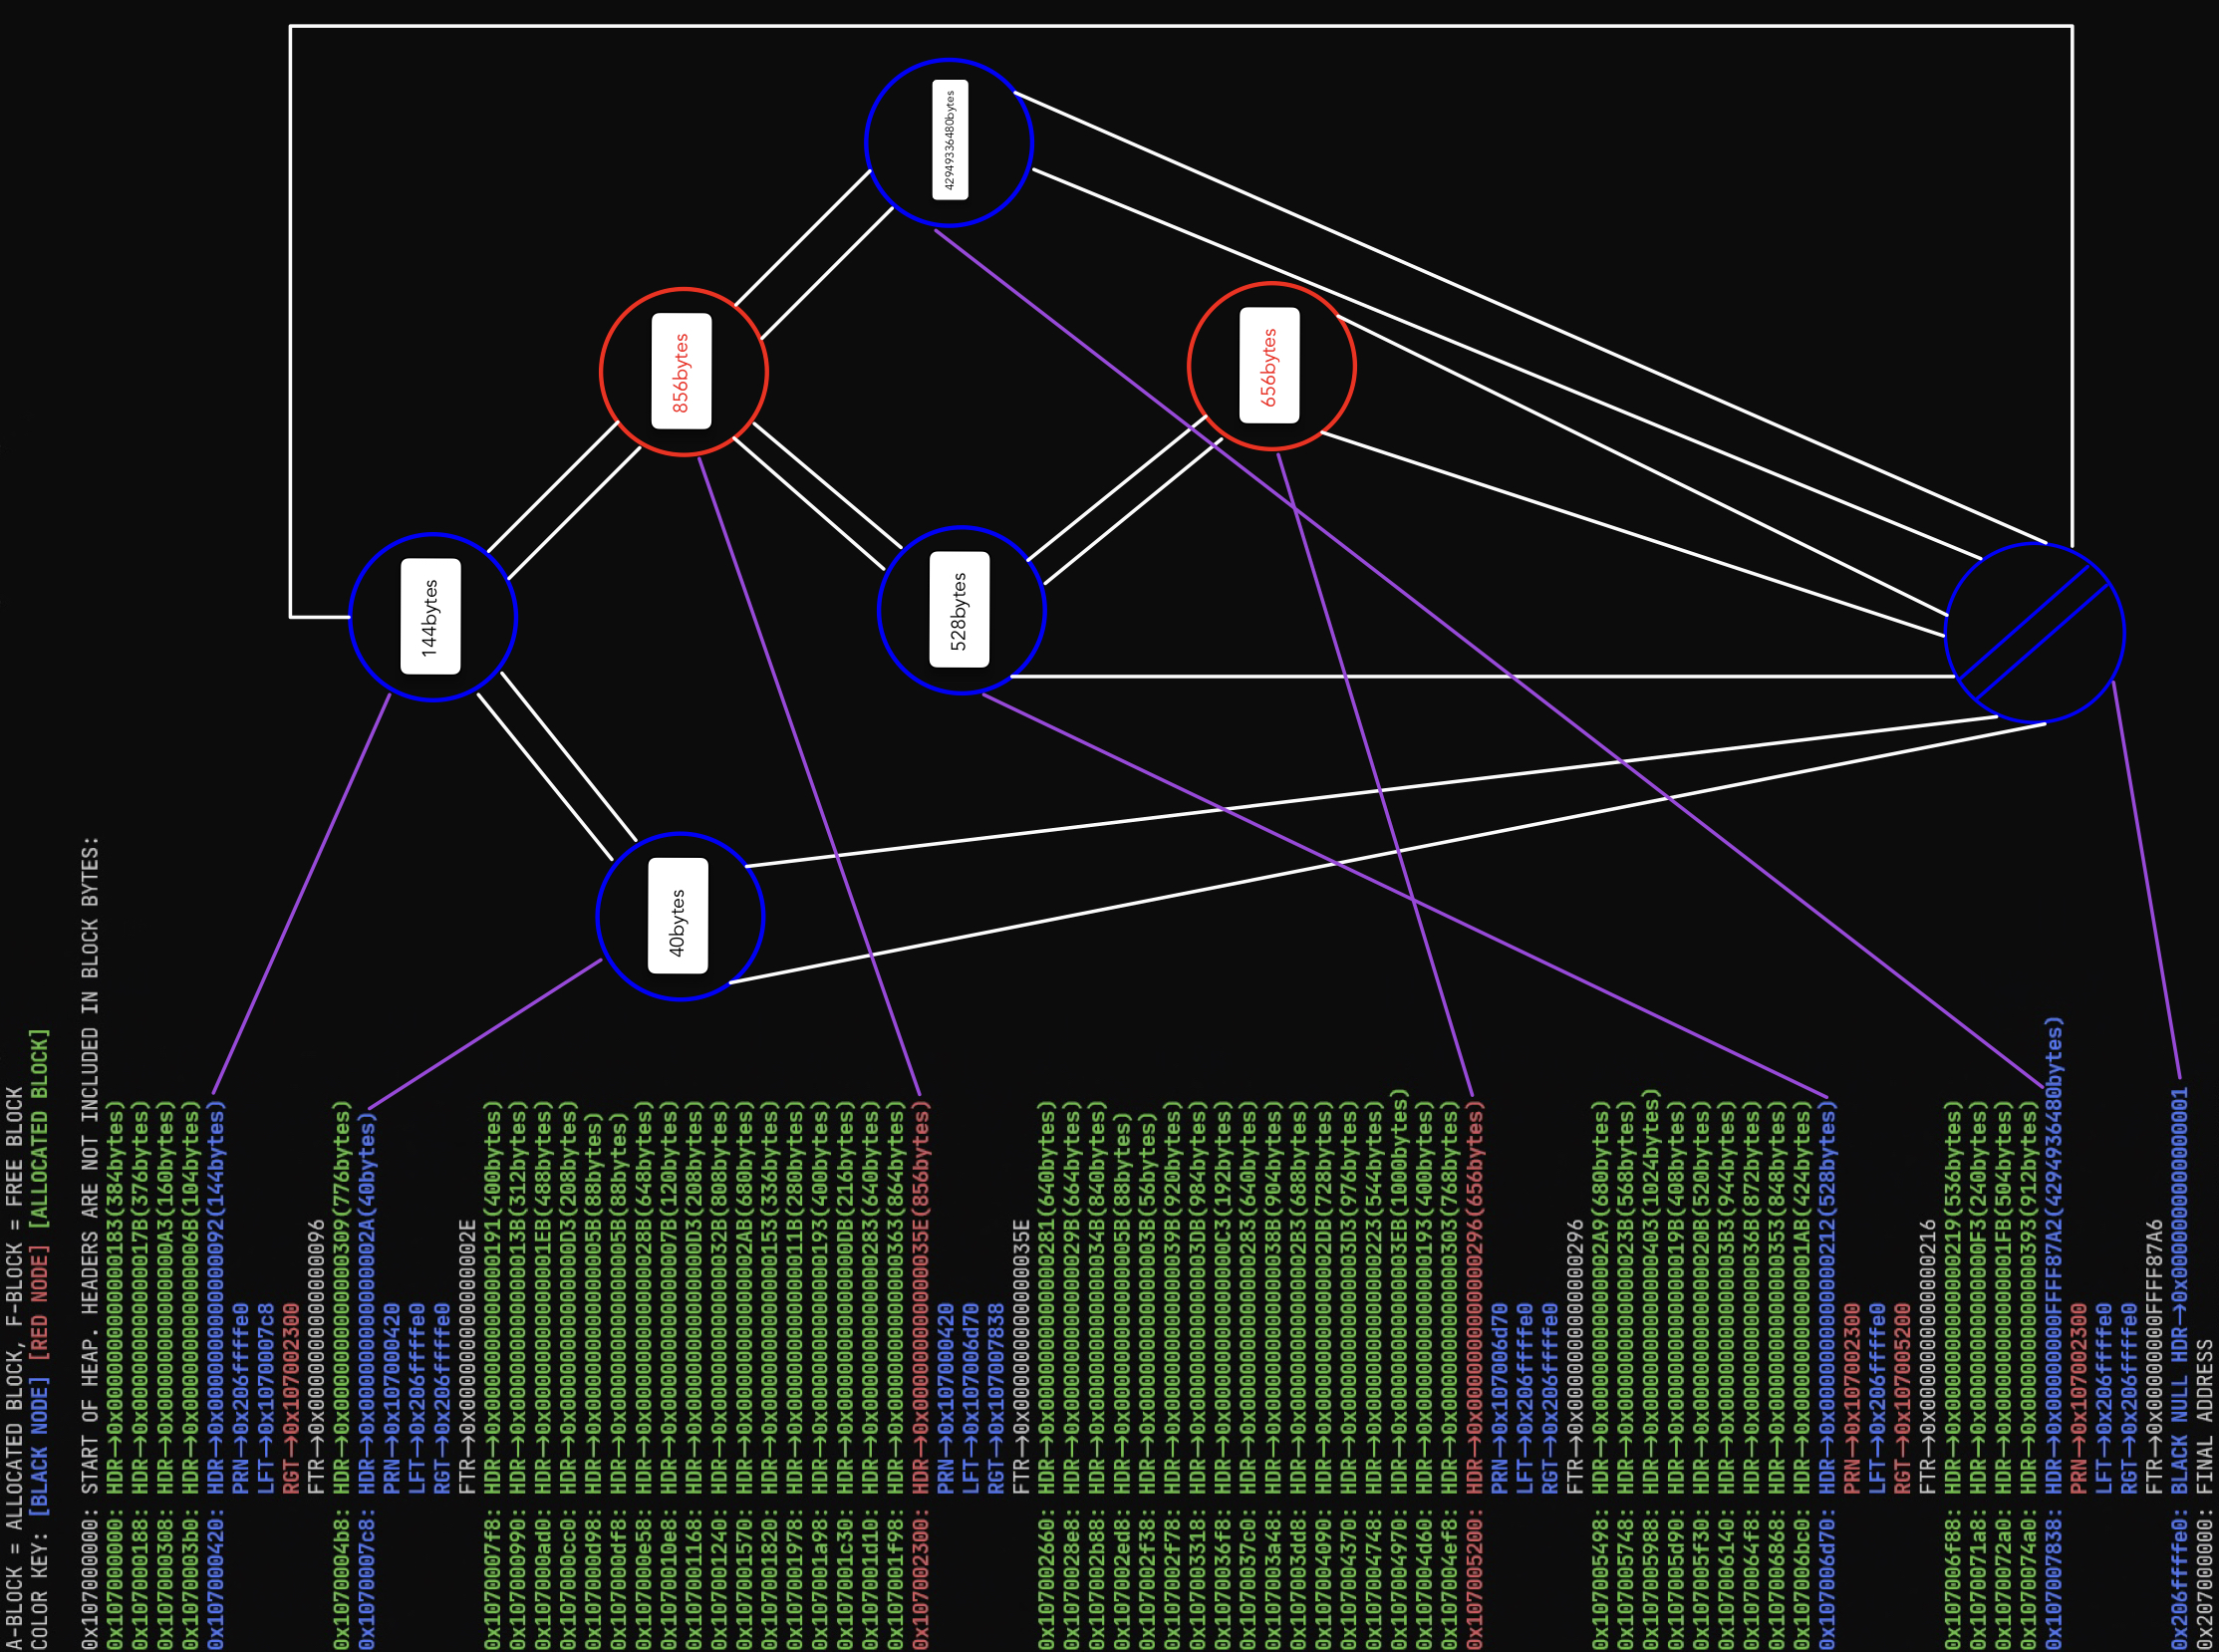 A-BLOCK = ALLOCATED BLOCK, F-BLOCK = FREE BLOCK
COLOR KEY: [BLACK NODE] [RED NODE] [ALLOCATED BLOCK]
0x107000000: START OF HEAP. HEADERS ARE NOT INCLUDED IN BLOCK BYTES:
0x107000000: HDR→0x0000000000000183(384bytes)
0x107000188: HDR→0x000000000000017B(376bytes)
0x107000308: HDR→0x00000000000000A3(160bytes)
0x1070003b0: HDR→0x000000000000006B(104bytes)
0x107000420: HDR→0x0000000000000092(144bytes)
PRN→0x206ffffe0
LFT→0x1070007c8
RGT→0x107002300
FTR→0x0000000000000096
0x1070004b8: HDR→0x0000000000000309(776bytes)
0x1070007c8: HDR→0x000000000000002A(40bytes)
PRN→0x107000420
LFT→0x206ffffe0
RGT→0x206ffffe0
FTR→0x000000000000002E
0x1070007f8: HDR→0x0000000000000191(400bytes)
0x107000990: HDR→0x000000000000013B(312bytes)
0x107000ad0: HDR→0x00000000000001EB(488bytes)
0x107000cc0: HDR→0x00000000000000D3(208bytes)
0x107000d98: HDR→0x000000000000005B(88bytes)
0x107000df8: HDR→0x000000000000005B(88bytes)
0x107000e58: HDR→0x000000000000028B(648bytes)
0x1070010e8: HDR→0x000000000000007B(120bytes)
0x107001168: HDR→0x00000000000000D3(208bytes)
0x107001240: HDR→0x000000000000032B(808bytes)
0x107001570: HDR→0x00000000000002AB(680bytes)
0x107001820: HDR→0x0000000000000153(336bytes)
0x107001978: HDR→0x000000000000011B(280bytes)
0x107001a98: HDR→0x0000000000000193(400bytes)
0x107001c30: HDR→0x00000000000000DB(216bytes)
0x107001d10: HDR→0x0000000000000283(640bytes)
0x107001f98: HDR→0x0000000000000363(864bytes)
0x107002300: HDR→0x000000000000035E(856bytes)
PRN→0x107000420
LFT→0x107006d70
RGT→0x107007838
FTR→0x000000000000035E
0x107002660: HDR→0x0000000000000281(640bytes)
0x1070028e8: HDR→0x000000000000029B(664bytes)
0x107002b88: HDR→0x000000000000034B(840bytes)
0x107002ed8: HDR→0x000000000000005B(88bytes)
0x107002f38: HDR→0x000000000000003B(56bytes)
0x107002f78: HDR→0x000000000000039B(920bytes)
0x107003318: HDR→0x00000000000003DB(984bytes)
0x1070036f8: HDR→0x00000000000000C3(192bytes)
0x1070037c0: HDR→0x0000000000000283(640bytes)
0x107003a48: HDR→0x000000000000038B(904bytes)
0x107003dd8: HDR→0x00000000000002B3(688bytes)
0x107004090: HDR→0x00000000000002DB(728bytes)
0x107004370: HDR→0x00000000000003D3(976bytes)
0x107004748: HDR→0x0000000000000223(544bytes)
0x107004970: HDR→0x00000000000003EB(1000bytes)
0x107004d60: HDR→0x0000000000000193(400bytes)
0x107004ef8: HDR→0x0000000000000303(768bytes)
0x107005200: HDR→0x0000000000000296(656bytes)
PRN→0x107006d70
LFT→0x206ffffe0
RGT→0x206ffffe0
FTR→0x0000000000000296
0x107005498: HDR→0x00000000000002A9(680bytes)
0x107005748: HDR→0x000000000000023B(568bytes)
0x107005988: HDR→0x0000000000000403(1024bytes)
0x107005d90: HDR→0x000000000000019B(408bytes)
0x107005f30: HDR→0x000000000000020B(520bytes)
0x107006140: HDR→0x00000000000003B3(944bytes)
0x1070064f8: HDR→0x000000000000036B(872bytes)
0x107006868: HDR→0x0000000000000353(848bytes)
0x107006bc0: HDR→0x00000000000001AB(424bytes)
0x107006d70: HDR→0x0000000000000212(528bytes)
PRN→0x107002300
LFT→0x206ffffe0
RGT→0x107005200
FTR→0x0000000000000216
0x107006f88: HDR→0x0000000000000219(536bytes)
0x1070071a8: HDR→0x00000000000000F3(240bytes)
0x1070072a0: HDR→0x00000000000001FB(504bytes)
0x1070074a0: HDR→0x0000000000000393(912bytes)
0x107007838: HDR→0x00000000FFFF87A2(4294936480bytes)
PRN→0x107002300
LFT→0x206ffffe0
RGT→0x206ffffe0
FTR→0x00000000FFFF87A6
0x206ffffe0: BLACK NULL HDR→0x0000000000000001
0x207000000: FINAL ADDRESS
144bytes
40bytes
856bytes
528bytes
42949336480bytes
656bytes